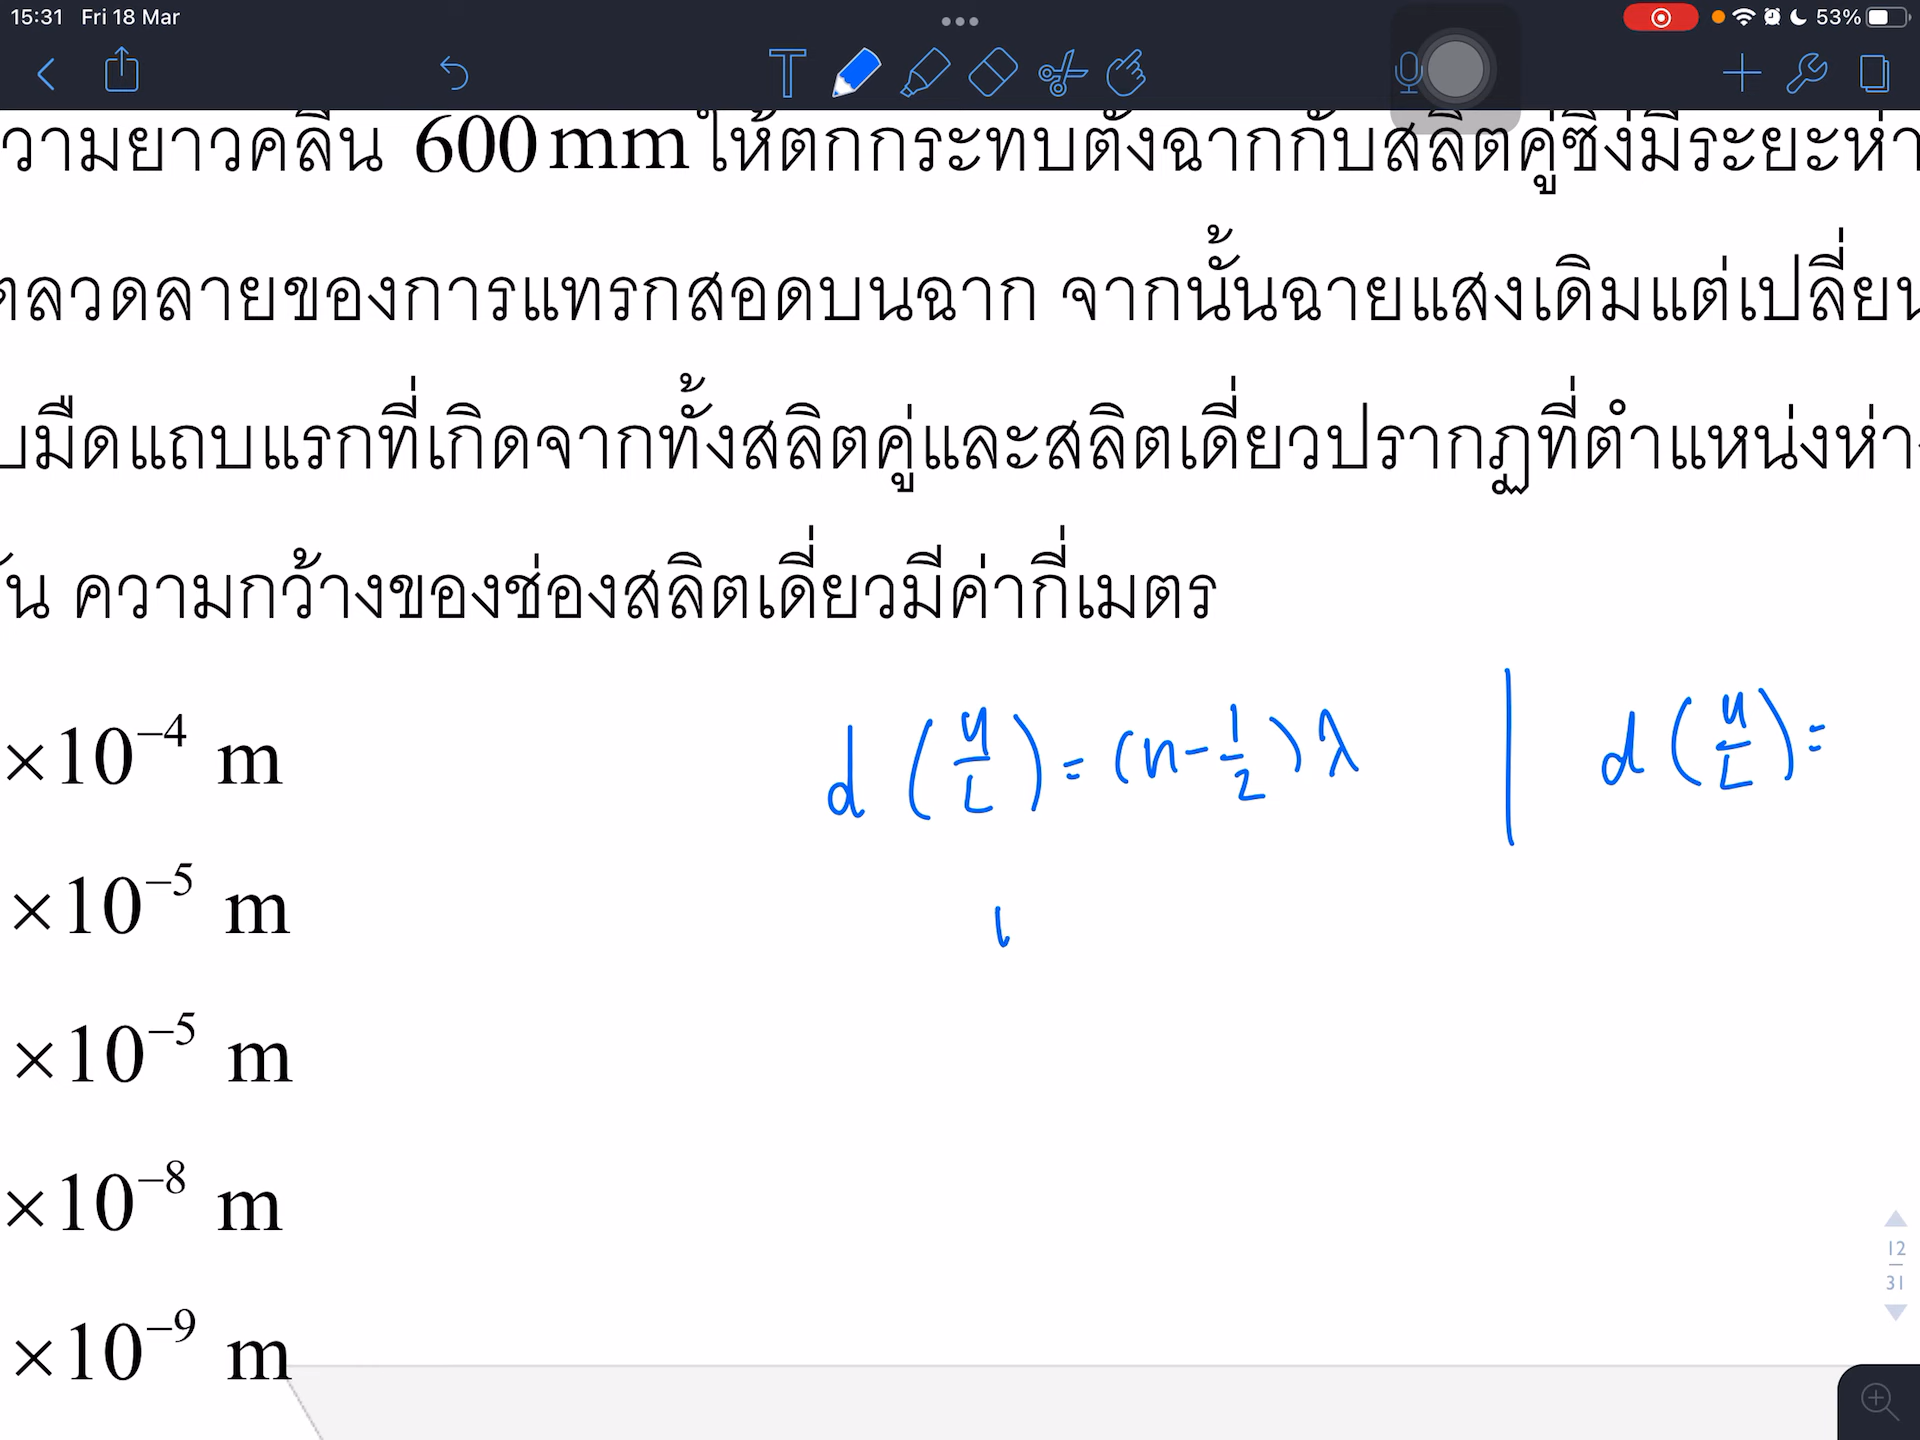 15:31 Fri 18 Mar
53%
วามยาวคลื่น 600 mm ให้ตกกระทบตั้งฉากกับสลิตคู่ซึ่งมีระยะห่า
ลวดลายของการแทรกสอดบนฉาก จากนั้นฉายแสงเดิมแต่เปลี่ย
บมืดแถบแรกที่เกิดจากทั้งสลิตคู่และสลิตเดี่ยวปรากฏที่ตำแหน่งห่า
ัน ความกว้างของช่องสลิตเดี่ยวมีค่ากี่เมตร
×10⁻⁴ m
d (y/L) = (n - 1/2) λ | d (y/L) =
×10⁻⁵ m
×10⁻⁵ m
×10⁻⁸ m
12
31
×10⁻⁹ m